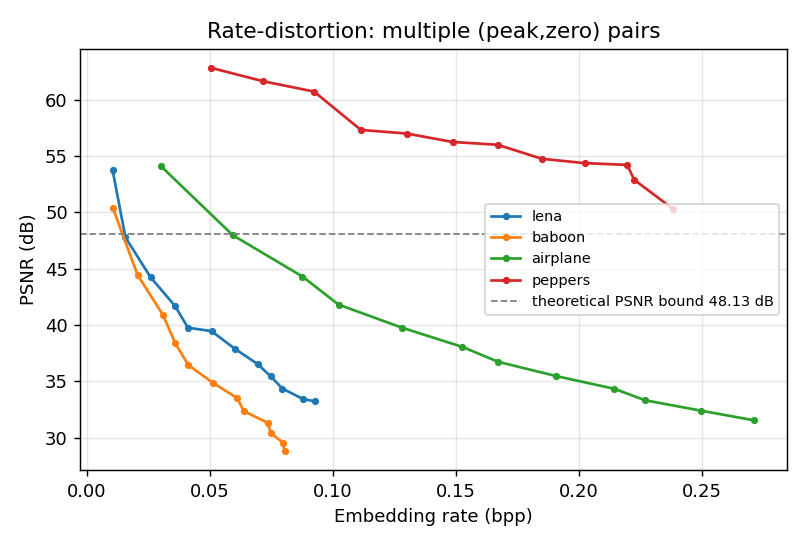 Rate-distortion: multiple (peak,zero) pairs
PSNR (dB)
60
55
50
45
40
35
30
lena
baboon
airplane
peppers
theoretical PSNR bound 48.13 dB
0.00 0.05 0.10 0.15 0.20 0.25
Embedding rate (bpp)